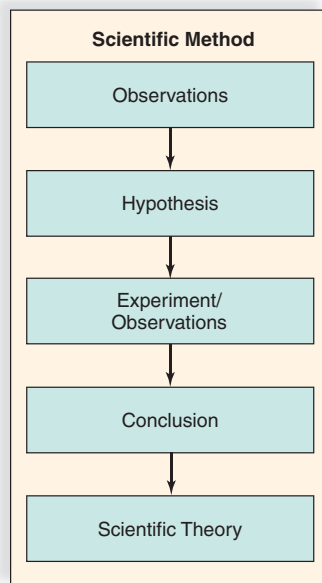 Scientific Method
Observations
Hypothesis
Experiment/
Observations
Conclusion
Scientific Theory